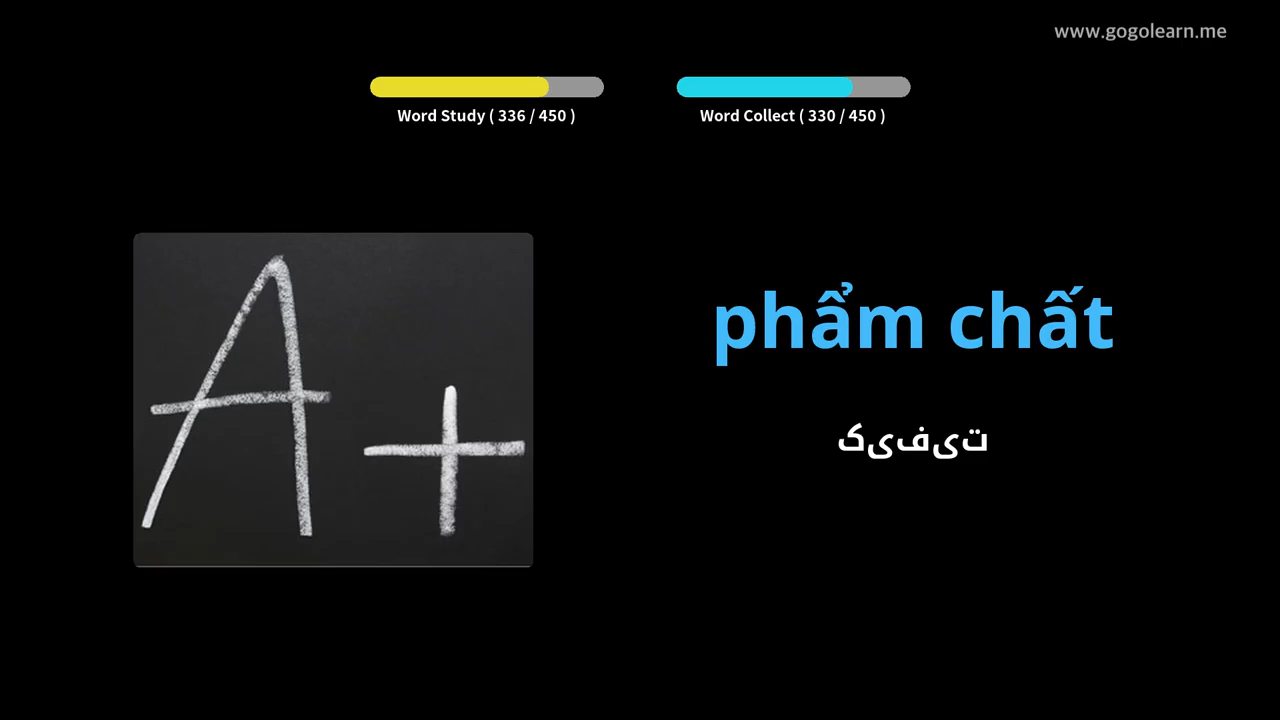 www.gogolearn.me
Word Study ( 336 / 450 )
Word Collect ( 330 / 450 )
A+
phẩm chất
کیفیت